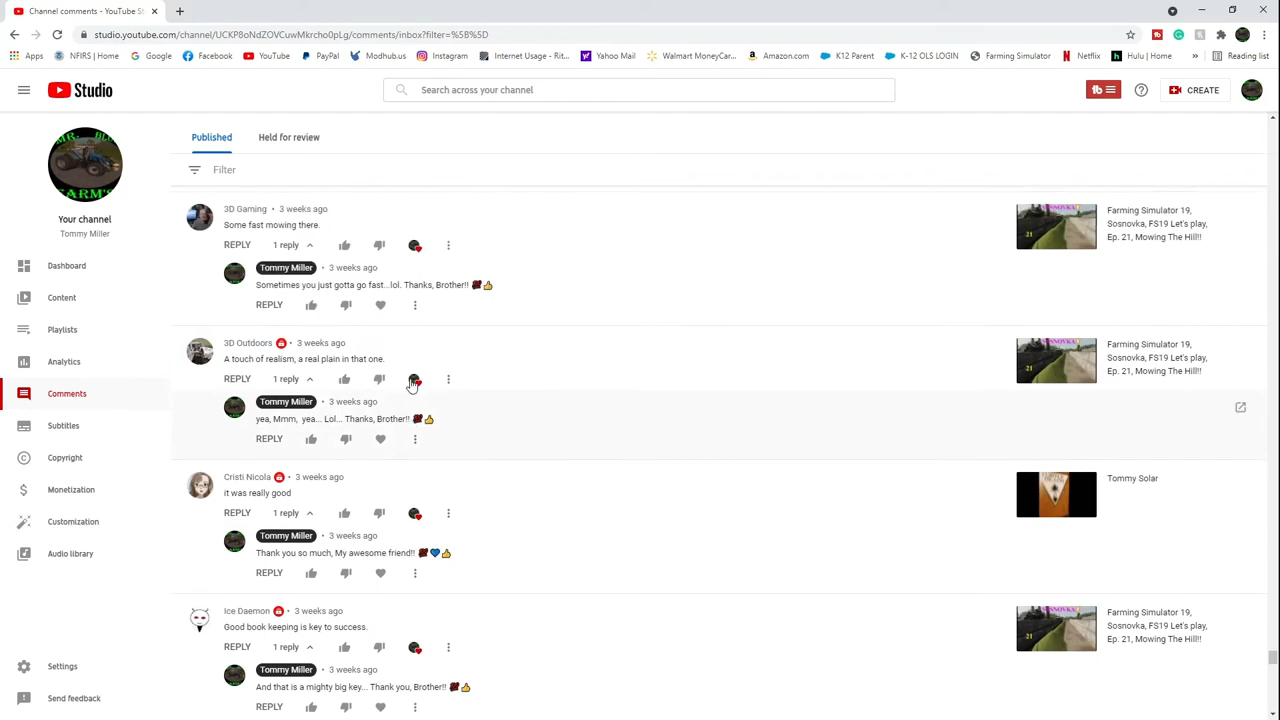 Channel comments - YouTube St
studio.youtube.com/channel/UCKP8oNdZOVCuwMkrcho0pLg/comments/inbox?filter=%5B%5D
Apps NFIRS | Home Google Facebook YouTube PayPal Modhub.us Instagram Internet Usage - Rit... Yahoo Mail Walmart MoneyCar... Amazon.com K12 Parent K-12 OLS LOGIN Farming Simulator Netflix Hulu | Home » Reading list
Studio
Search across your channel
tb
CREATE
FARM'S
Your channel
Tommy Miller
Dashboard
Content
Playlists
Analytics
Comments
Subtitles
Copyright
Monetization
Customization
Audio library
Settings
Send feedback
Published Held for review
Filter
3D Gaming • 3 weeks ago
Some fast mowing there.
REPLY 1 reply
Tommy Miller 3 weeks ago
Sometimes you just gotta go fast...lol. Thanks, Brother!!
REPLY
SOSNOVKA
21
Farming Simulator 19,
Sosnovka, FS19 Let's play,
Ep. 21, Mowing The Hill!!
3D Outdoors • 3 weeks ago
A touch of realism, a real plain in that one.
REPLY 1 reply
Tommy Miller 3 weeks ago
yea, Mmm, yea... Lol... Thanks, Brother!!
REPLY
SOSNOVKA
21
Farming Simulator 19,
Sosnovka, FS19 Let's play,
Ep. 21, Mowing The Hill!!
Cristi Nicola • 3 weeks ago
it was really good
REPLY 1 reply
Tommy Miller 3 weeks ago
Thank you so much, My awesome friend!!
REPLY
Tommy Solar
Ice Daemon • 3 weeks ago
Good book keeping is key to success.
REPLY 1 reply
Tommy Miller 3 weeks ago
And that is a mighty big key... Thank you, Brother!!
REPLY
SOSNOVKA
21
Farming Simulator 19,
Sosnovka, FS19 Let's play,
Ep. 21, Mowing The Hill!!